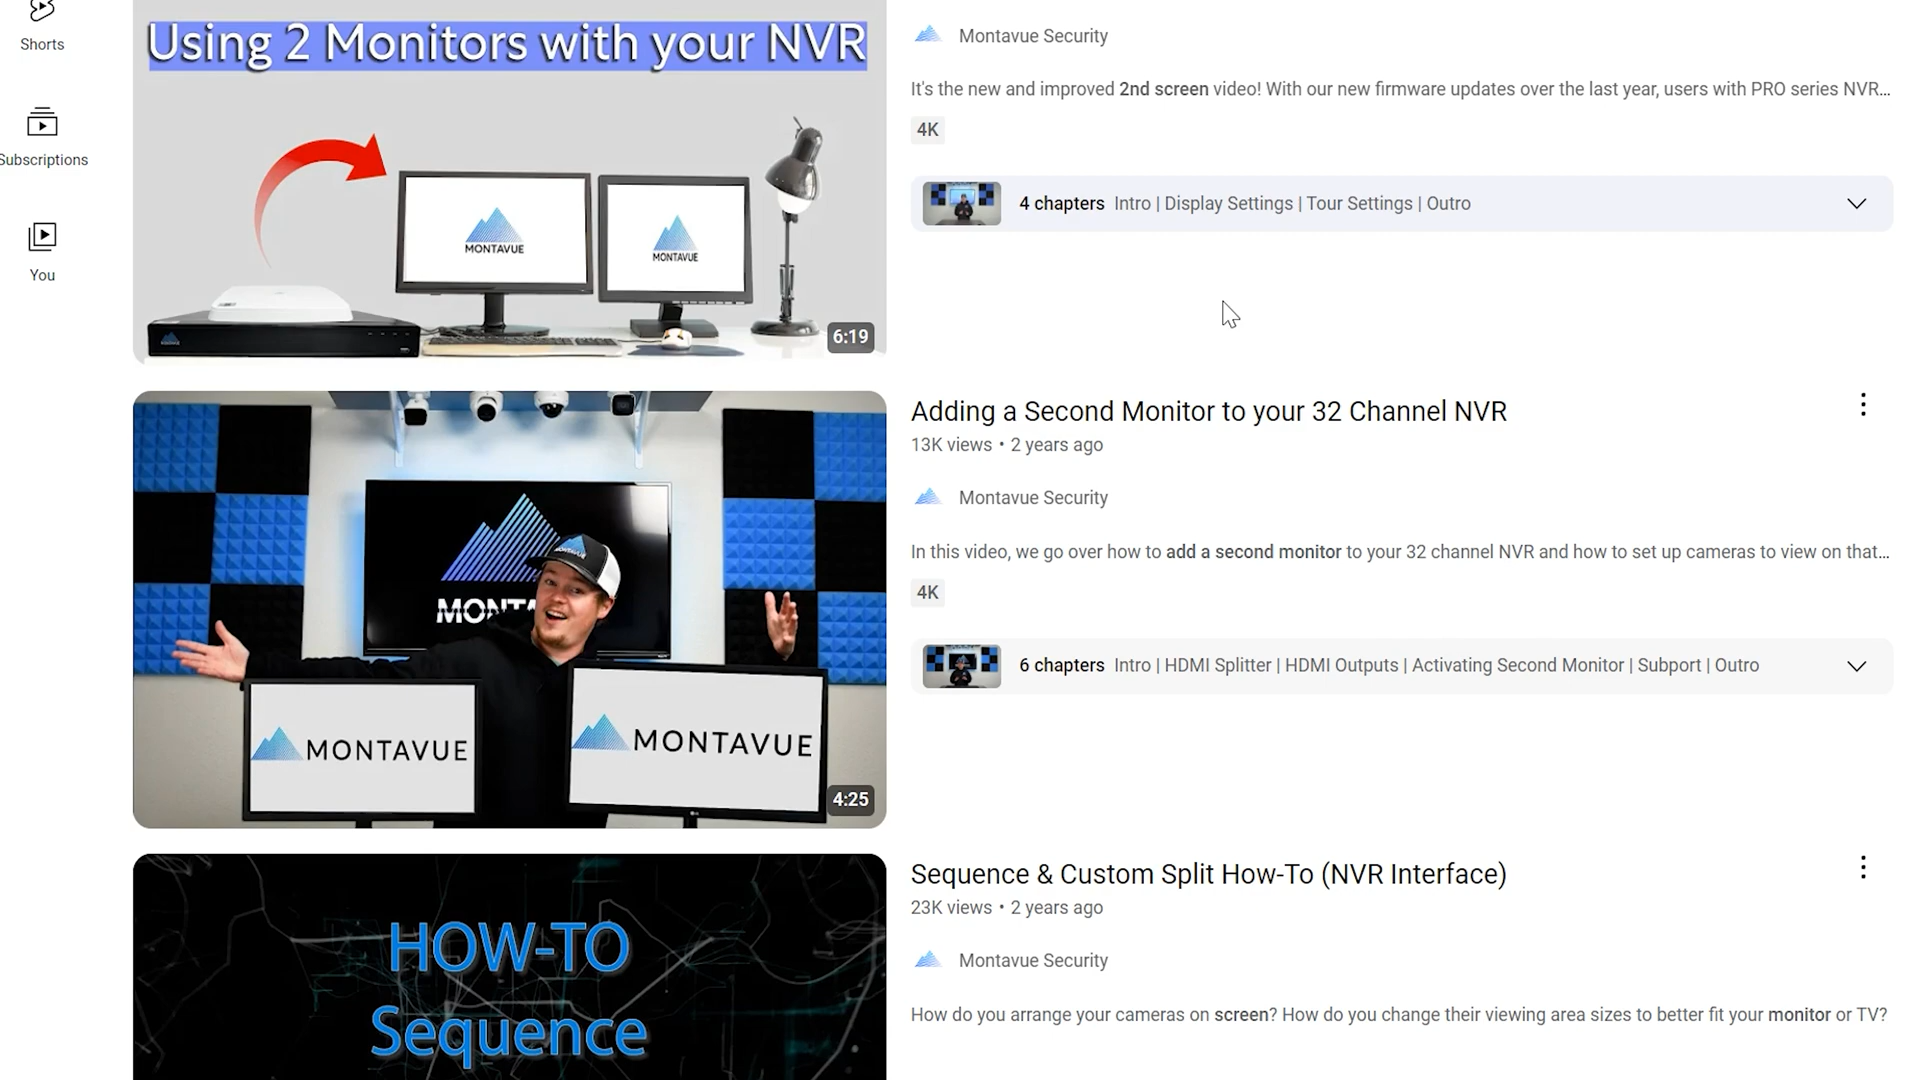 Shorts
Subscriptions
You
Using 2 Monitors with your NVR
MONTAVUE
MONTAVUE
6:19
Montavue Security
It's the new and improved 2nd screen video! With our new firmware updates over the last year, users with PRO series NVR...
4K
4 chapters Intro | Display Settings | Tour Settings | Outro
MONTA
MONTAVUE
MONTAVUE
MONTAVUE
4:25
Adding a Second Monitor to your 32 Channel NVR
13K views • 2 years ago
Montavue Security
In this video, we go over how to add a second monitor to your 32 channel NVR and how to set up cameras to view on that...
4K
6 chapters Intro | HDMI Splitter | HDMI Outputs | Activating Second Monitor | Subport | Outro
HOW-TO
Sequence
Sequence & Custom Split How-To (NVR Interface)
23K views • 2 years ago
Montavue Security
How do you arrange your cameras on screen? How do you change their viewing area sizes to better fit your monitor or TV?